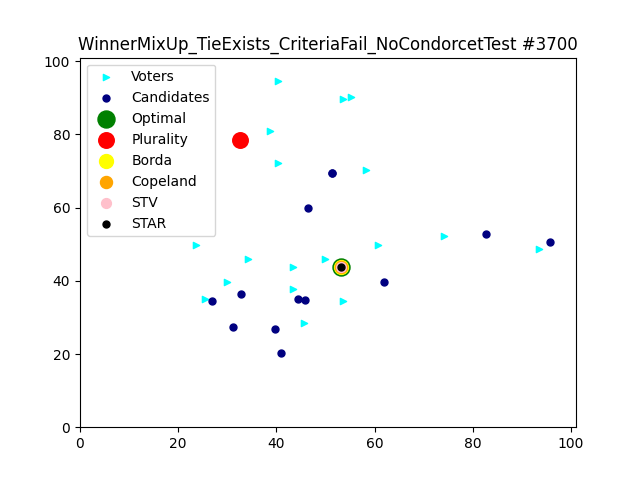 WinnerMixUp_TieExists_CriteriaFail_NoCondorcetTest #3700
Voters
Candidates
Optimal
Plurality
Borda
Copeland
STV
STAR
100
80
60
40
20
0
0 20 40 60 80 100